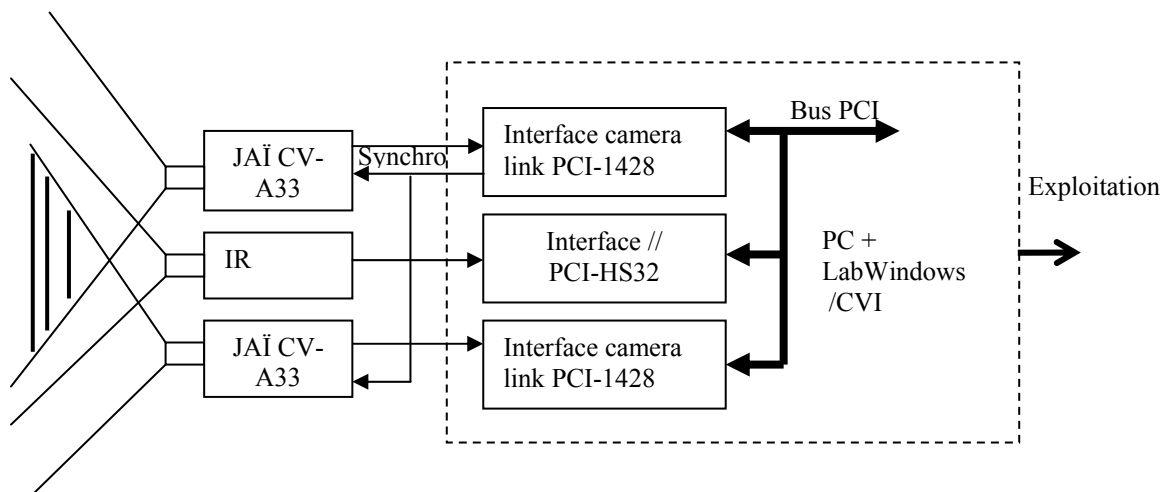 JAÏ CV-
A33
Synchro
Interface camera
link PCI-1428
Bus PCI
Exploitation
IR
Interface //
PCI-HS32
PC +
LabWindows
/CVI
JAÏ CV-
A33
Interface camera
link PCI-1428